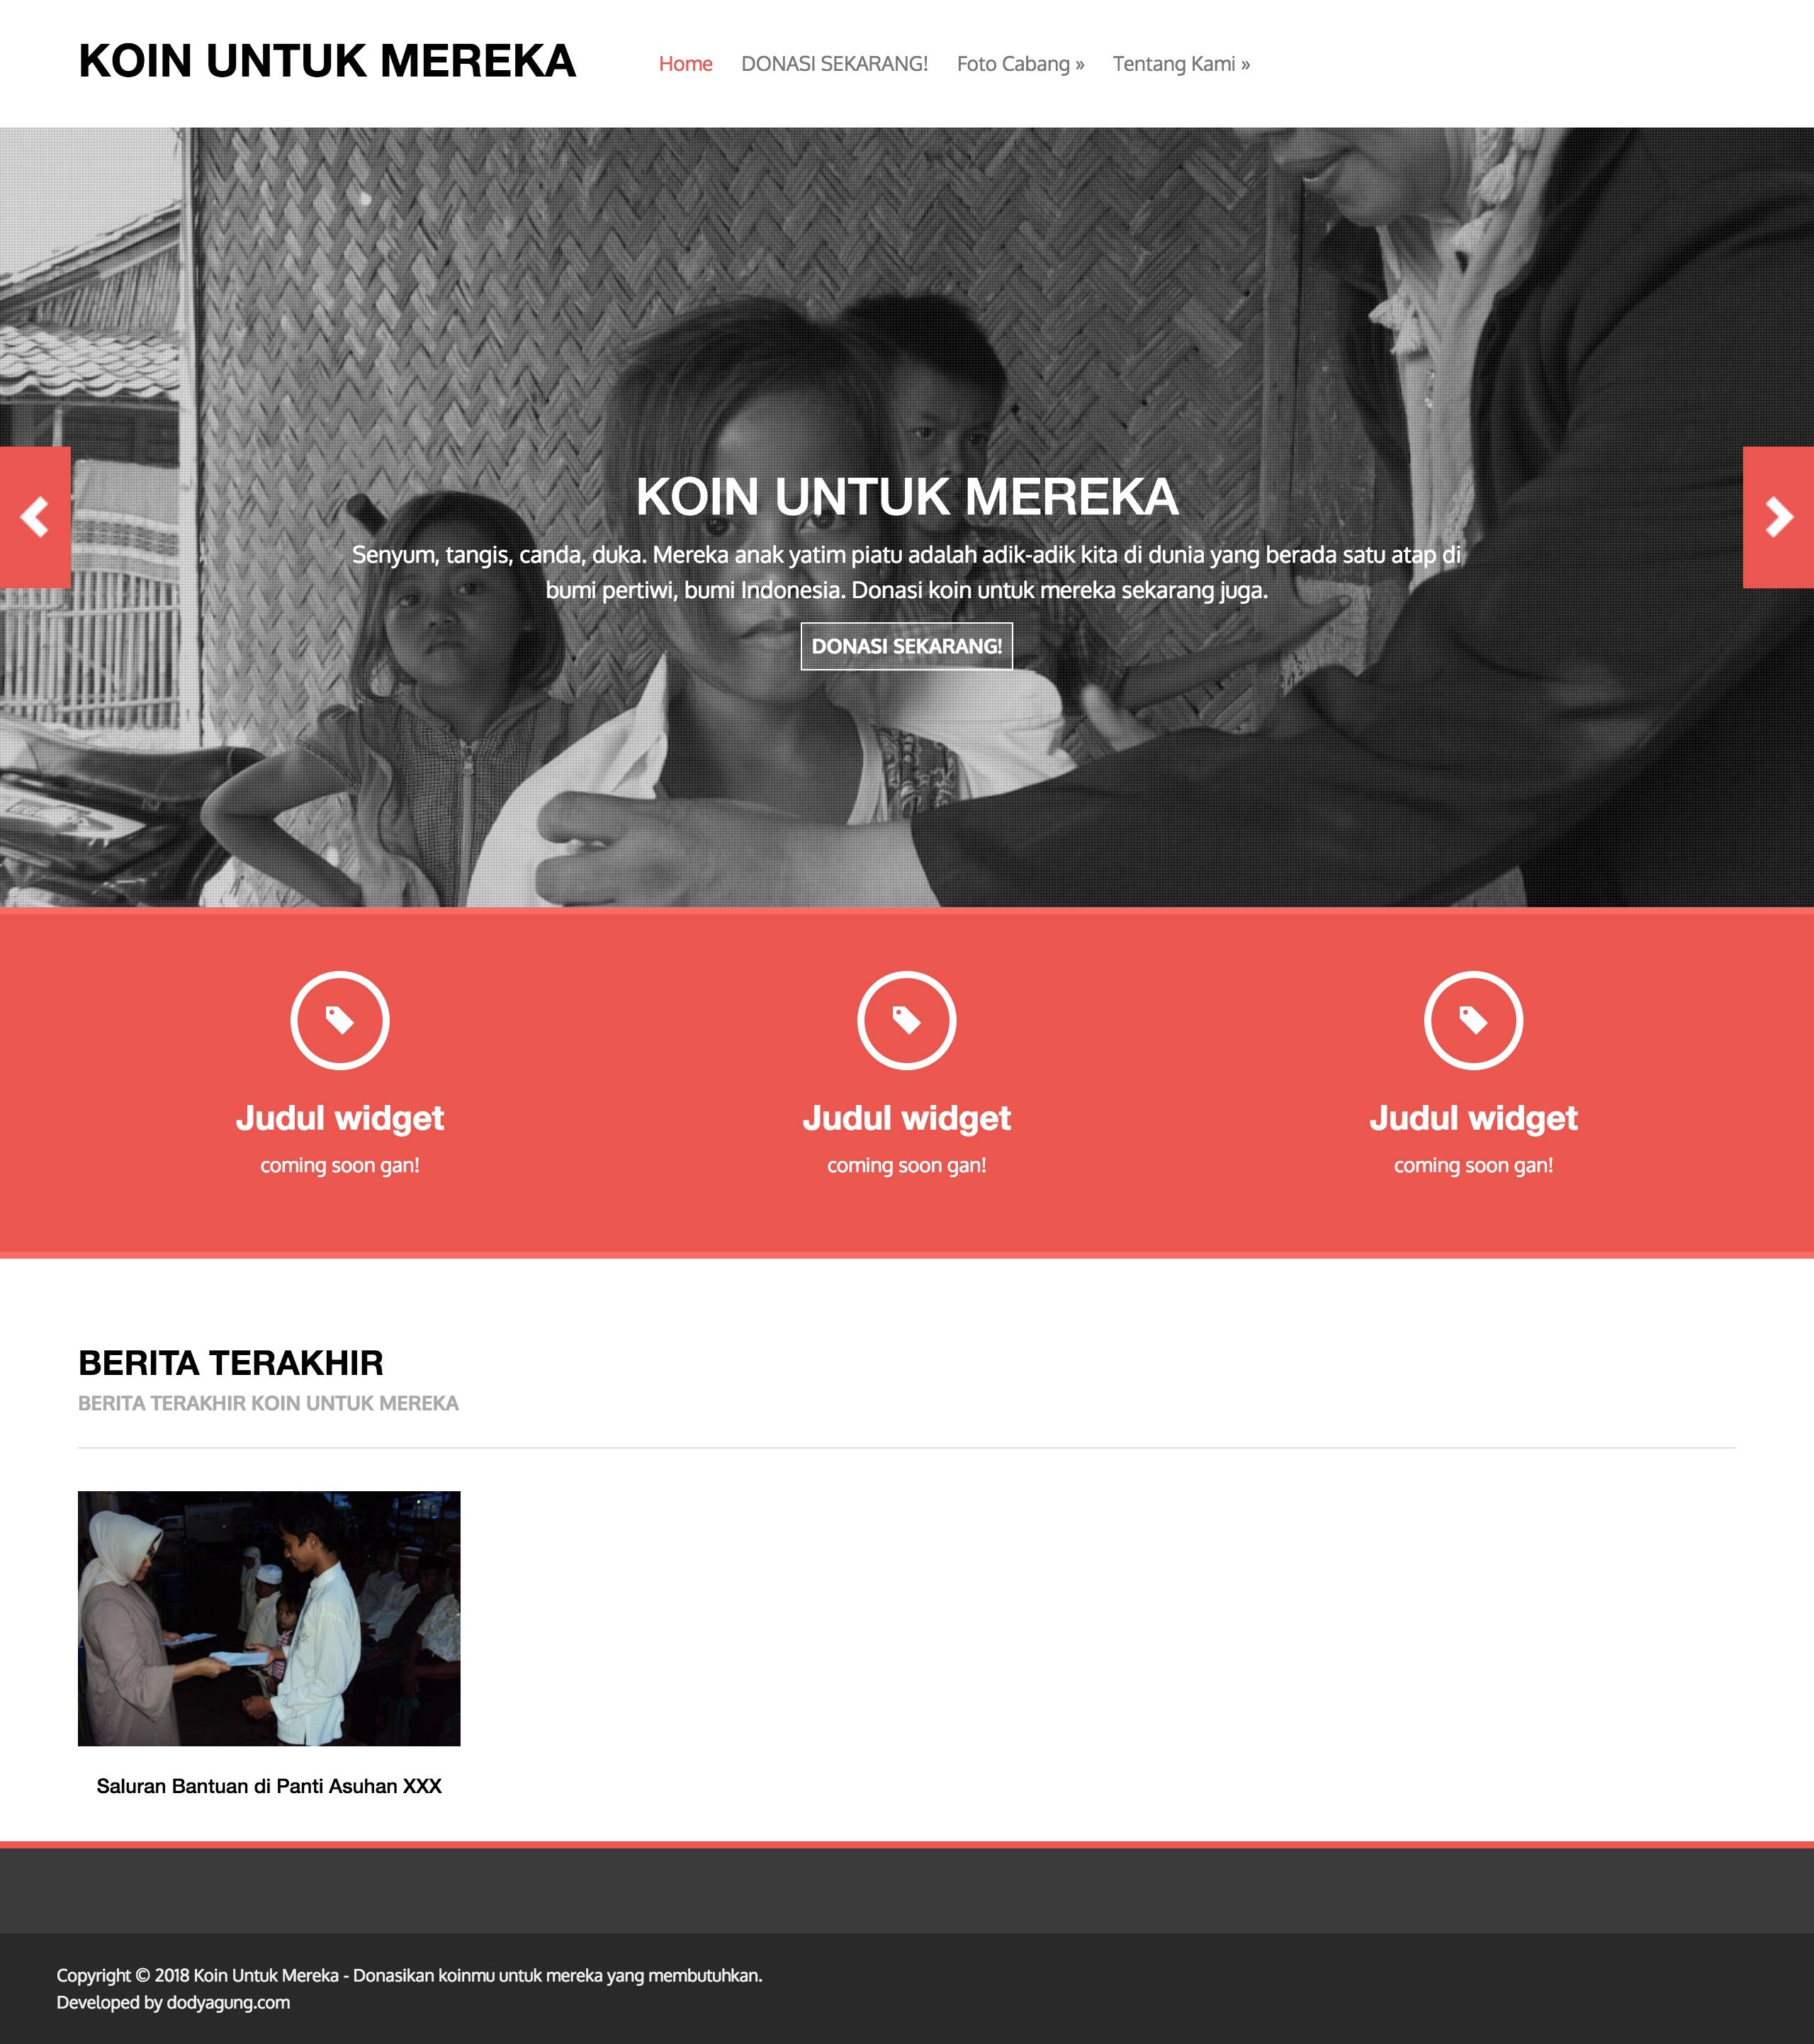 KOIN UNTUK MEREKA
Home DONASI SEKARANG! Foto Cabang » Tentang Kami »
KOIN UNTUK MEREKA
Senyum, tangis, canda, duka. Mereka anak yatim piatu adalah adik-adik kita di dunia yang berada satu atap di
bumi pertiwi, bumi Indonesia. Donasi koin untuk mereka sekarang juga.
DONASI SEKARANG!
Judul widget
coming soon gan!
Judul widget
coming soon gan!
Judul widget
coming soon gan!
BERITA TERAKHIR
BERITA TERAKHIR KOIN UNTUK MEREKA
Saluran Bantuan di Panti Asuhan XXX
Copyright © 2018 Koin Untuk Mereka - Donasikan koinmu untuk mereka yang membutuhkan.
Developed by dodyagung.com